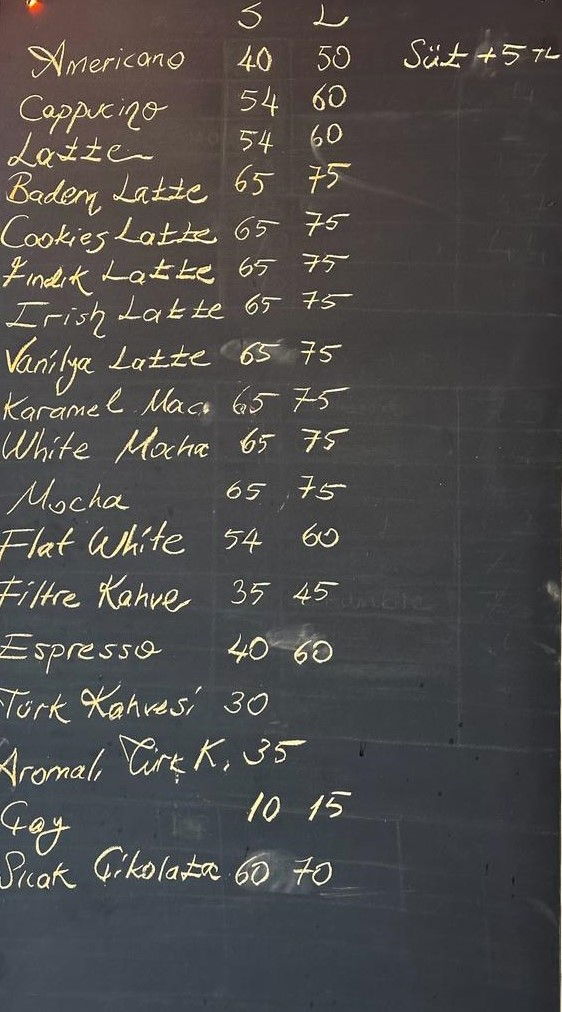 S L
Americano 40 50 Süt +5 TL
Cappucino 54 60
Latte 54 60
Badem Latte 65 75
Cookies Latte 65 75
Fındık Latte 65 75
Irish Latte 65 75
Vanilya Latte 65 75
Karamel Mac. 65 75
White Mocha 65 75
Mocha 65 75
Flat White 54 60
Filtre Kahve 35 45
Espresso 40 60
Türk Kahvesi 30
Aromalı Türk K. 35
Çay 10 15
Sıcak Çikolata 60 70